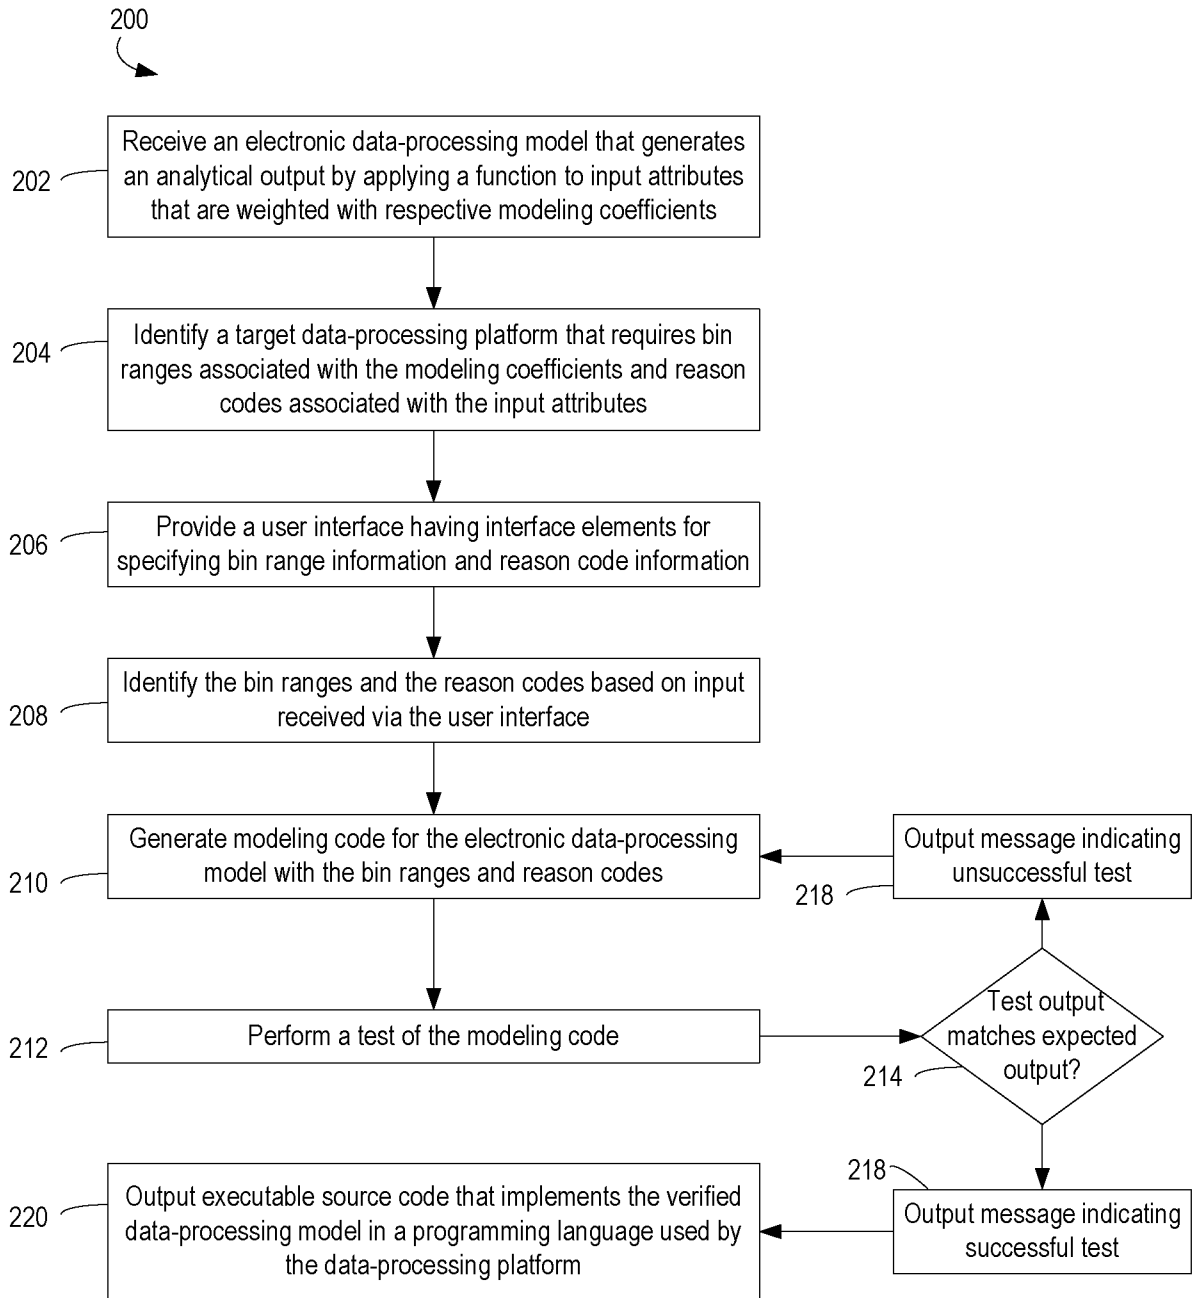 200
202
Receive an electronic data-processing model that generates
an analytical output by applying a function to input attributes
that are weighted with respective modeling coefficients
204
Identify a target data-processing platform that requires bin
ranges associated with the modeling coefficients and reason
codes associated with the input attributes
206
Provide a user interface having interface elements for
specifying bin range information and reason code information
208
Identify the bin ranges and the reason codes based on input
received via the user interface
210
Generate modeling code for the electronic data-processing
model with the bin ranges and reason codes
Output message indicating
unsuccessful test
218
212
Perform a test of the modeling code
Test output
matches expected
output?
214
218
Output message indicating
successful test
220
Output executable source code that implements the verified
data-processing model in a programming language used by
the data-processing platform